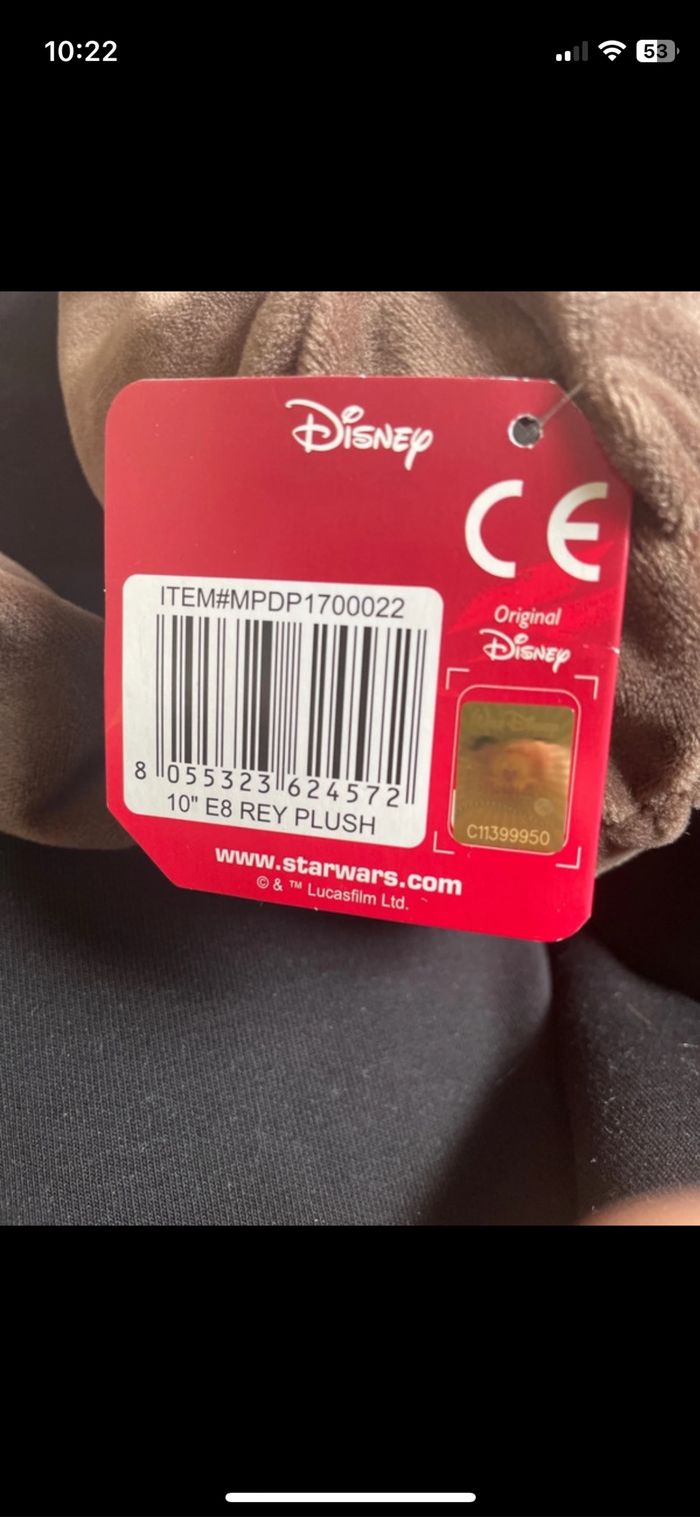 10:22
53
Disney
CE
ITEM#MPDP1700022
Original
Disney
8 055323 624572
10" E8 REY PLUSH
C11399950
www.starwars.com
© & ™ Lucasfilm Ltd.